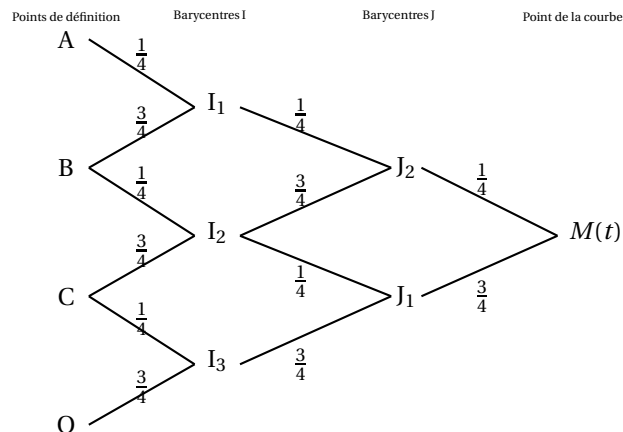 Points de définition Barycentres I Barycentres J Point de la courbe
A
1/4
I₁
3/4
1/4
B
J₂
1/4
3/4
1/4
I₂
M(t)
3/4
1/4
C
J₁
3/4
1/4
I₃
3/4
3/4
O